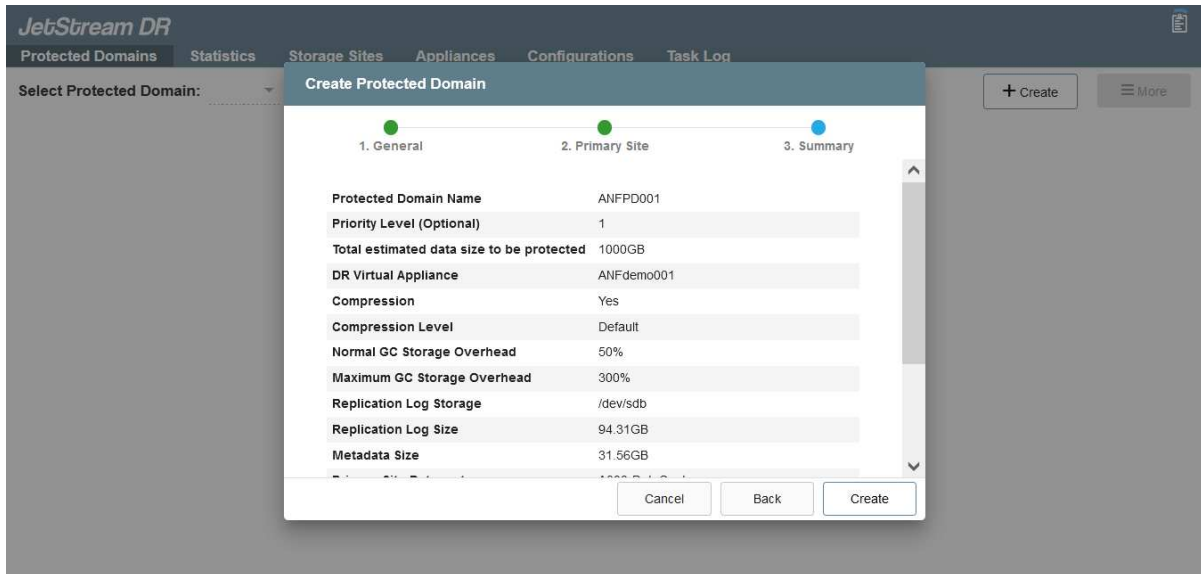 JetStream DR
Protected Domains Statistics Storage Sites Appliances Configurations Task Log
Select Protected Domain:
+ Create
More
Create Protected Domain
1. General 2. Primary Site 3. Summary
Protected Domain Name ANFPD001
Priority Level (Optional) 1
Total estimated data size to be protected 1000GB
DR Virtual Appliance ANFdemo001
Compression Yes
Compression Level Default
Normal GC Storage Overhead 50%
Maximum GC Storage Overhead 300%
Replication Log Storage /dev/sdb
Replication Log Size 94.31GB
Metadata Size 31.56GB
Cancel Back Create